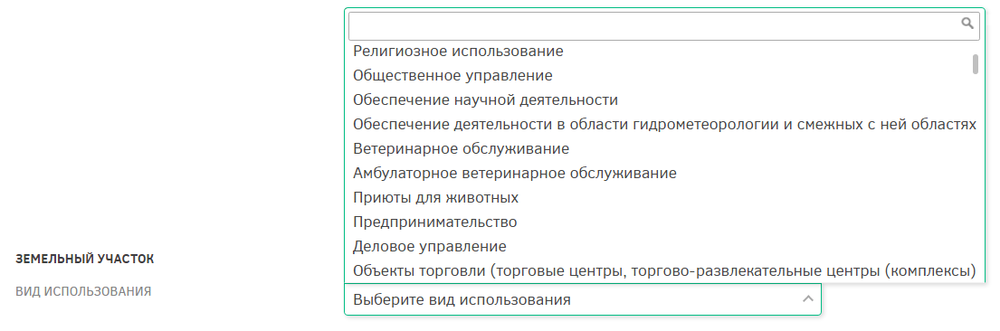 Религиозное использование
Общественное управление
Обеспечение научной деятельности
Обеспечение деятельности в области гидрометеорологии и смежных с ней областях
Ветеринарное обслуживание
Амбулаторное ветеринарное обслуживание
Приюты для животных
Предпринимательство
Деловое управление
Объекты торговли (торговые центры, торгово-развлекательные центры (комплексы)
ЗЕМЕЛЬНЫЙ УЧАСТОК
ВИД ИСПОЛЬЗОВАНИЯ
Выберите вид использования